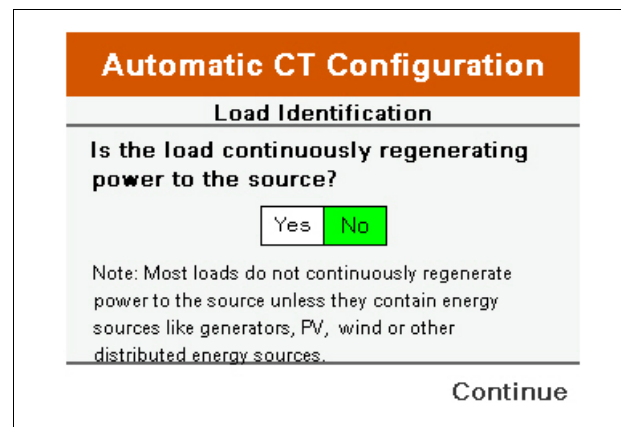 Automatic CT Configuration
Load Identification
Is the load continuously regenerating
power to the source?
Yes No
Note: Most loads do not continuously regenerate
power to the source unless they contain energy
sources like generators, PV, wind or other
distributed energy sources.
Continue